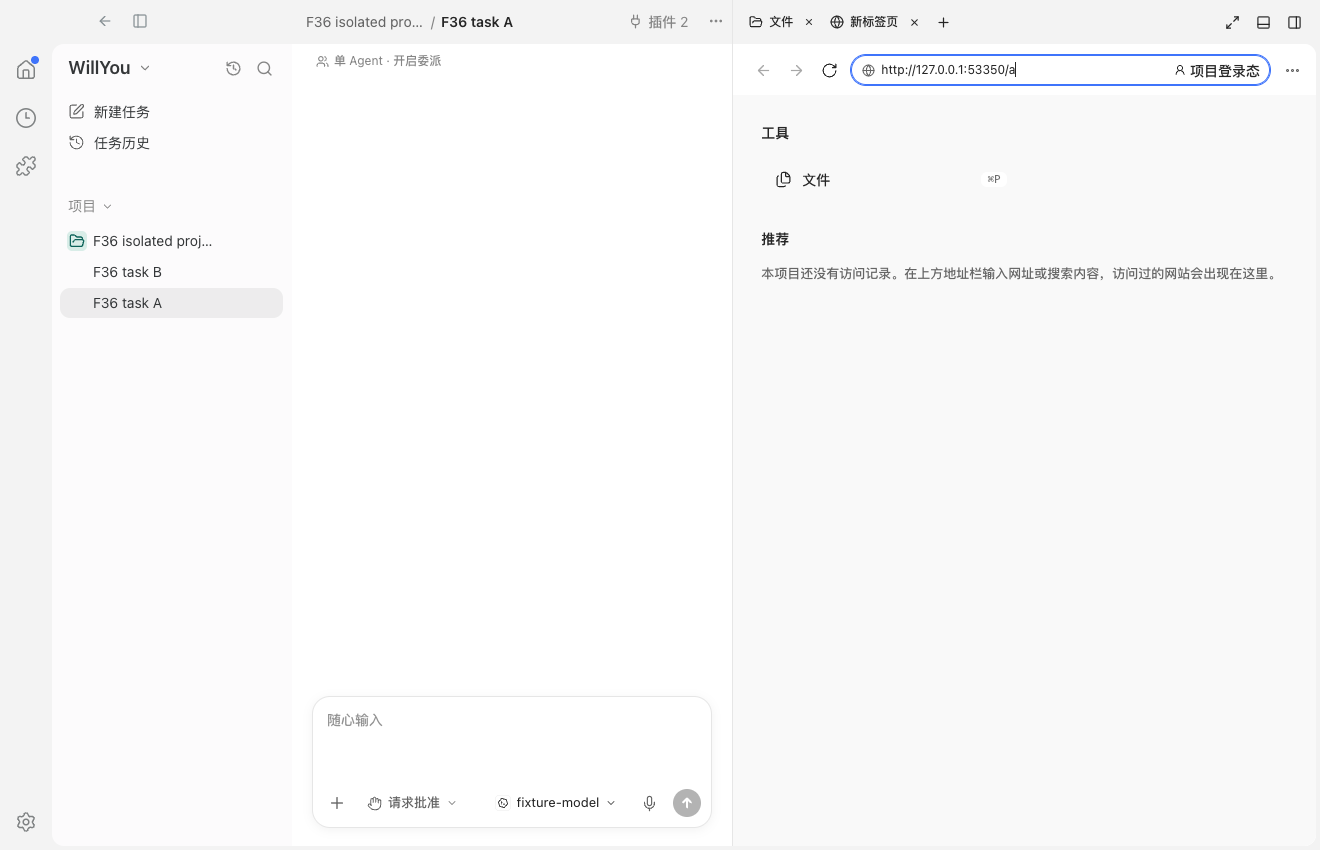 F36 isolated pro... / F36 task A
插件 2
文件
新标签页
WillYou
单 Agent · 开启委派
http://127.0.0.1:53350/a
项目登录态
新建任务
任务历史
项目
F36 isolated proj...
F36 task B
F36 task A
工具
文件
⌘P
推荐
本项目还没有访问记录。在上方地址栏输入网址或搜索内容，访问过的网站会出现在这里。
随心输入
请求批准
fixture-model